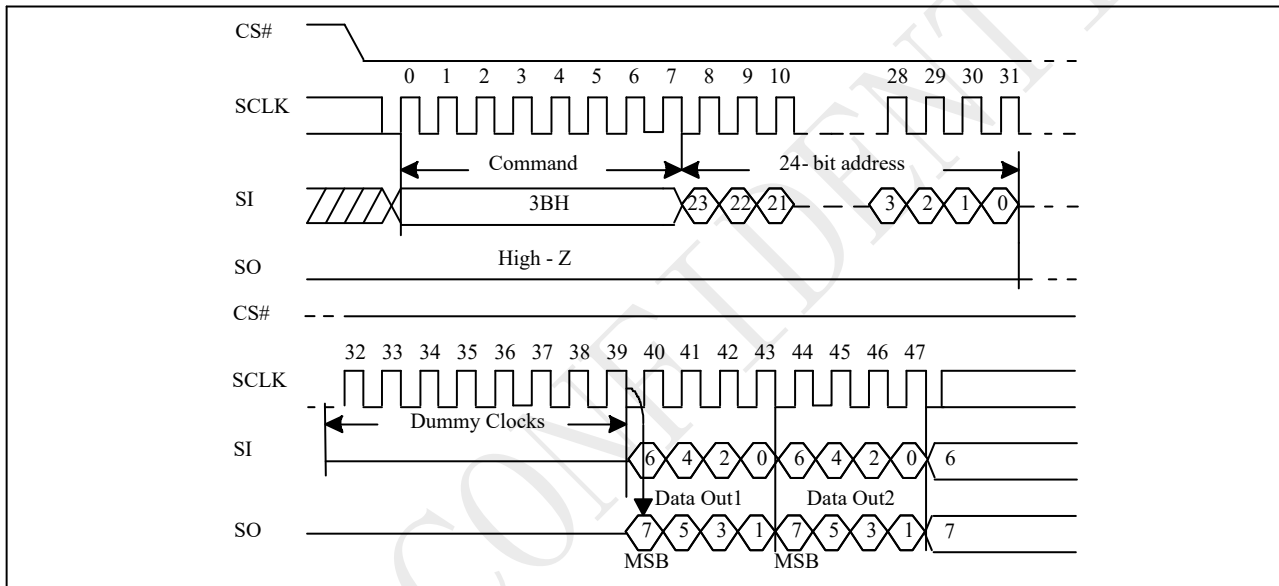 CS#
0 1 2 3 4 5 6 7 8 9 10 28 29 30 31
SCLK
Command 24- bit address
SI 3BH 23 22 21 3 2 1 0
High - Z
SO
CS#
32 33 34 35 36 37 38 39 40 41 42 43 44 45 46 47
SCLK
Dummy Clocks
SI 6 4 2 0 6 4 2 0 6
Data Out1 Data Out2
SO 7 5 3 1 7 5 3 1 7
MSB MSB
CONFIDENT